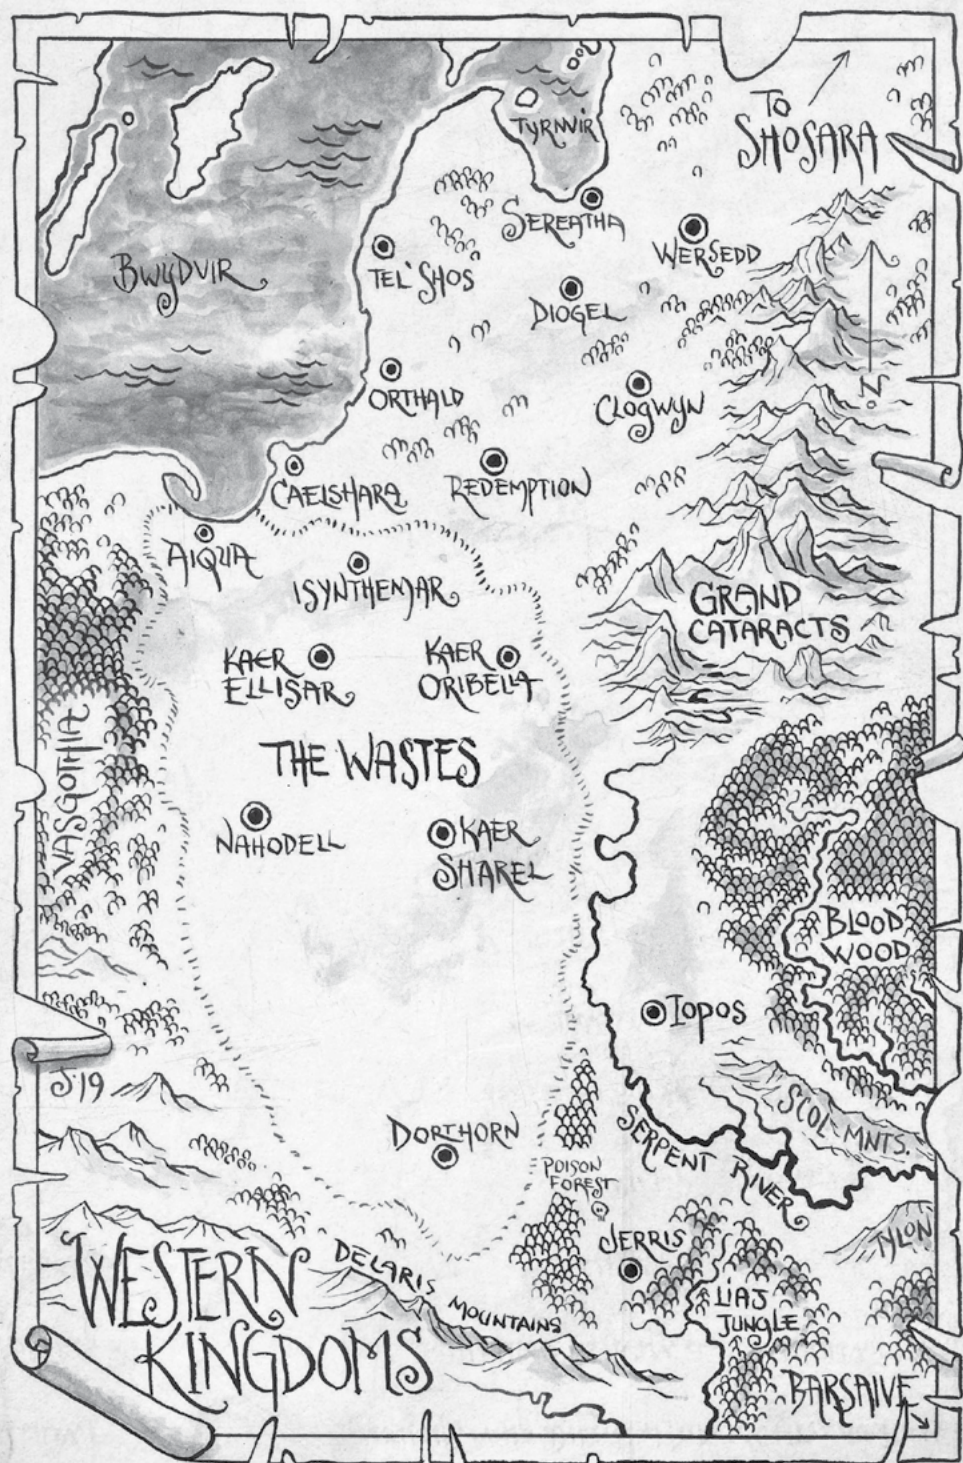 TO
SHOSARA
TYRNVIR
SEREATHA
WERSEDD
BWYDVIR
TEL'SHOS
DIOGEL
N
ORTHALD
CLOGWYN
CAELSHARA
REDEMPTION
AIQUA
ISYNTHENJAR
GRAND
CATARACTS
KAER
ELLISAR
KAER
ORIBELLA
THE WASTES
VASGOTHIA
NAHODELL
KAER
SHAREL
BLOOD
WOOD
IOPOS
J'19
SCOL MNTS.
DORTHORN
SERPENT RIVER
POISON
FOREST
TYLON
JERRIS
DELARIS MOUNTAINS
LIAJ
JUNGLE
WESTERN
KINGDOMS
BARSAIVE